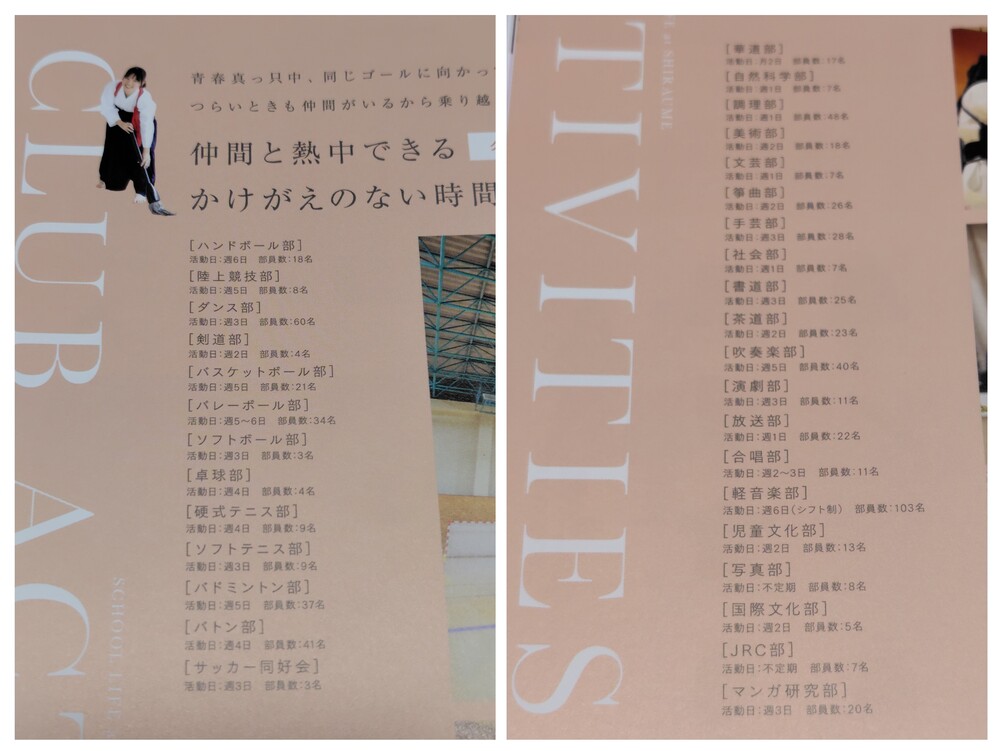 CLUB AC
青春真っ只中、同じゴールに向かっ
つらいときも仲間がいるから乗り越
仲間と熱中できる
かけがえのない時間
[ハンドボール部]
活動日:週6日 部員数:18名
[陸上競技部]
活動日:週5日 部員数:8名
[ダンス部]
活動日:週3日 部員数:60名
[剣道部]
活動日:週2日 部員数:4名
[バスケットボール部]
活動日:週5日 部員数:21名
[バレーボール部]
活動日:週5〜6日 部員数:34名
[ソフトボール部]
活動日:週3日 部員数:3名
[卓球部]
活動日:週4日 部員数:4名
[硬式テニス部]
活動日:週4日 部員数:9名
[ソフトテニス部]
活動日:週3日 部員数:9名
[バドミントン部]
活動日:週5日 部員数:37名
[バトン部]
活動日:週4日 部員数:41名
[サッカー同好会]
活動日:週3日 部員数:3名
SCHOOL LIFE
TIVITIES
at SHIRAUME
[華道部]
活動日:月2日 部員数:17名
[自然科学部]
活動日:週1日 部員数:7名
[調理部]
活動日:週1日 部員数:48名
[美術部]
活動日:週2日 部員数:18名
[文芸部]
活動日:週1日 部員数:7名
[箏曲部]
活動日:週2日 部員数:26名
[手芸部]
活動日:週3日 部員数:28名
[社会部]
活動日:週1日 部員数:7名
[書道部]
活動日:週3日 部員数:25名
[茶道部]
活動日:週2日 部員数:23名
[吹奏楽部]
活動日:週5日 部員数:40名
[演劇部]
活動日:週3日 部員数:11名
[放送部]
活動日:週1日 部員数:22名
[合唱部]
活動日:週2〜3日 部員数:11名
[軽音楽部]
活動日:週6日(シフト制) 部員数:103名
[児童文化部]
活動日:週2日 部員数:13名
[写真部]
活動日:不定期 部員数:8名
[国際文化部]
活動日:週2日 部員数:5名
[JRC部]
活動日:不定期 部員数:7名
[マンガ研究部]
活動日:週3日 部員数:20名